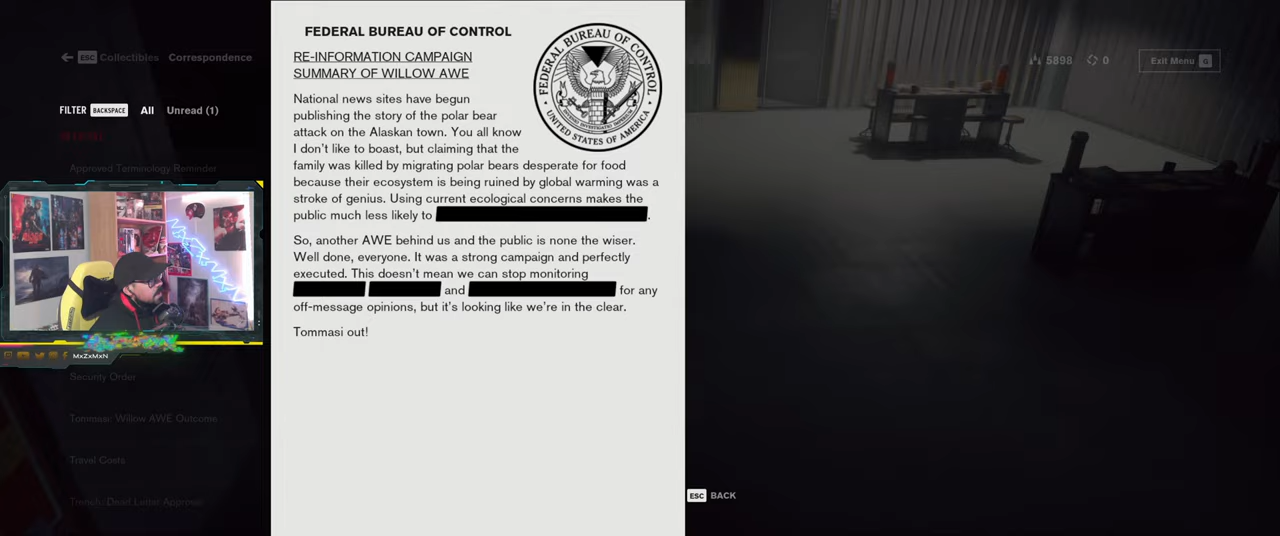 FEDERAL BUREAU OF CONTROL
RE-INFORMATION CAMPAIGN
SUMMARY OF WILLOW AWE
FEDERAL BUREAU OF CONTROL
UNITED STATES OF AMERICA
National news sites have begun
publishing the story of the polar bear
attack on the Alaskan town. You all know
I don't like to boast, but claiming that the
family was killed by migrating polar bears desperate for food
because their ecosystem is being ruined by global warming was a
stroke of genius. Using current ecological concerns makes the
public much less likely to .
So, another AWE behind us and the public is none the wiser.
Well done, everyone. It was a strong campaign and perfectly
executed. This doesn't mean we can stop monitoring
and for any
off-message opinions, but it's looking like we're in the clear.
Tommasi out!
ESC Collectibles Correspondence
FILTER BACKSPACE All Unread (1)
Approved Terminology Reminder
MxZxMxN
Security Order
Tommasi: Willow AWE Outcome
Travel Costs
Trench: Dead Letter Approval
5898 0 Exit Menu G
ESC BACK